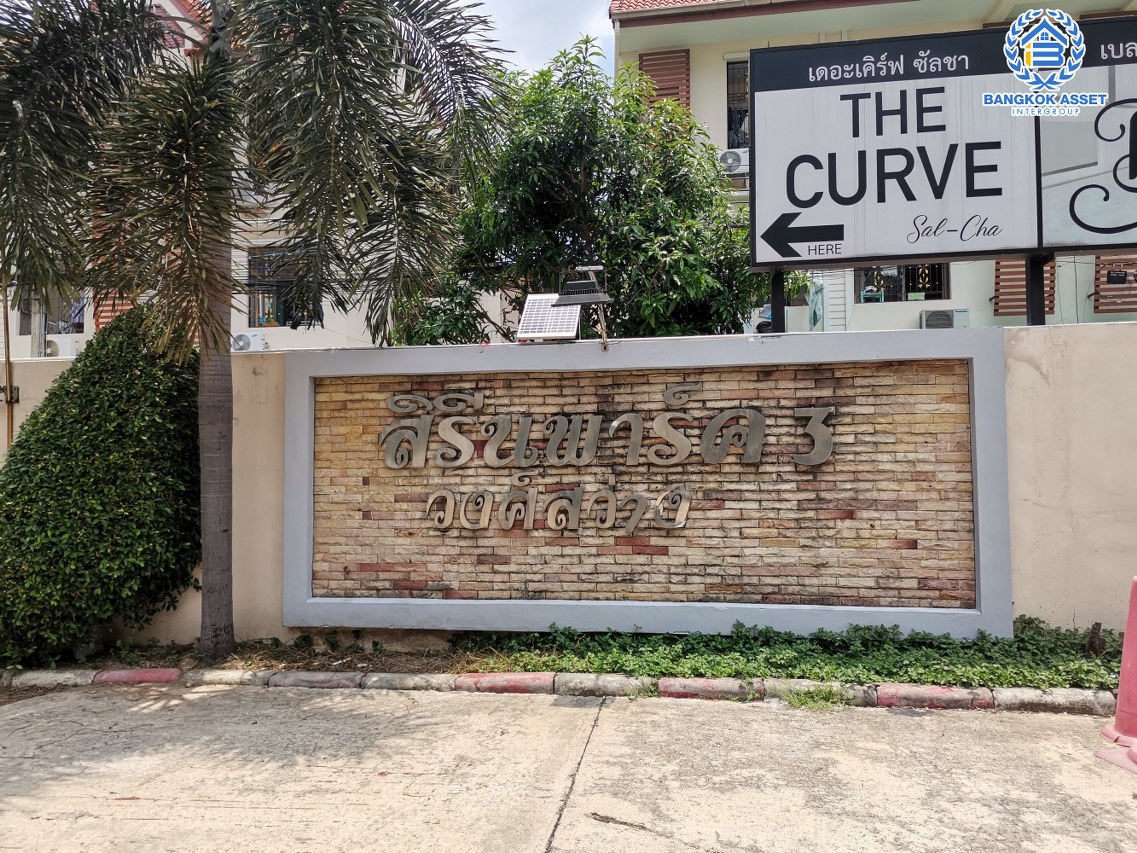 เดอะเคิร์ฟ ซัลชา
THE
CURVE
Sal-Cha
HERE
BANGKOK ASSET
INTERGROUP
สิรีนพาร์ค 3
วงศ์สว่าง